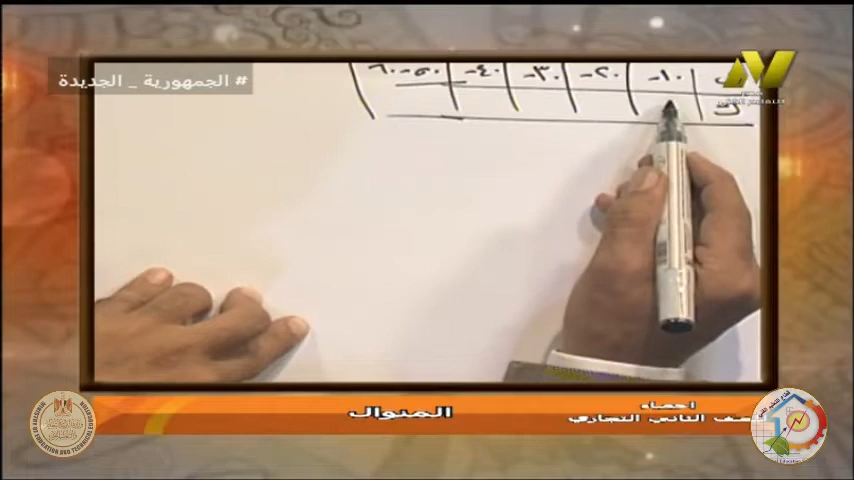 # الجمهورية _ الجديدة
ف ١٠- ٢٠- ٣٠- ٤٠- ٥٠-٦٠
ك
احصاء
المنوال
الصف الثاني التجاري